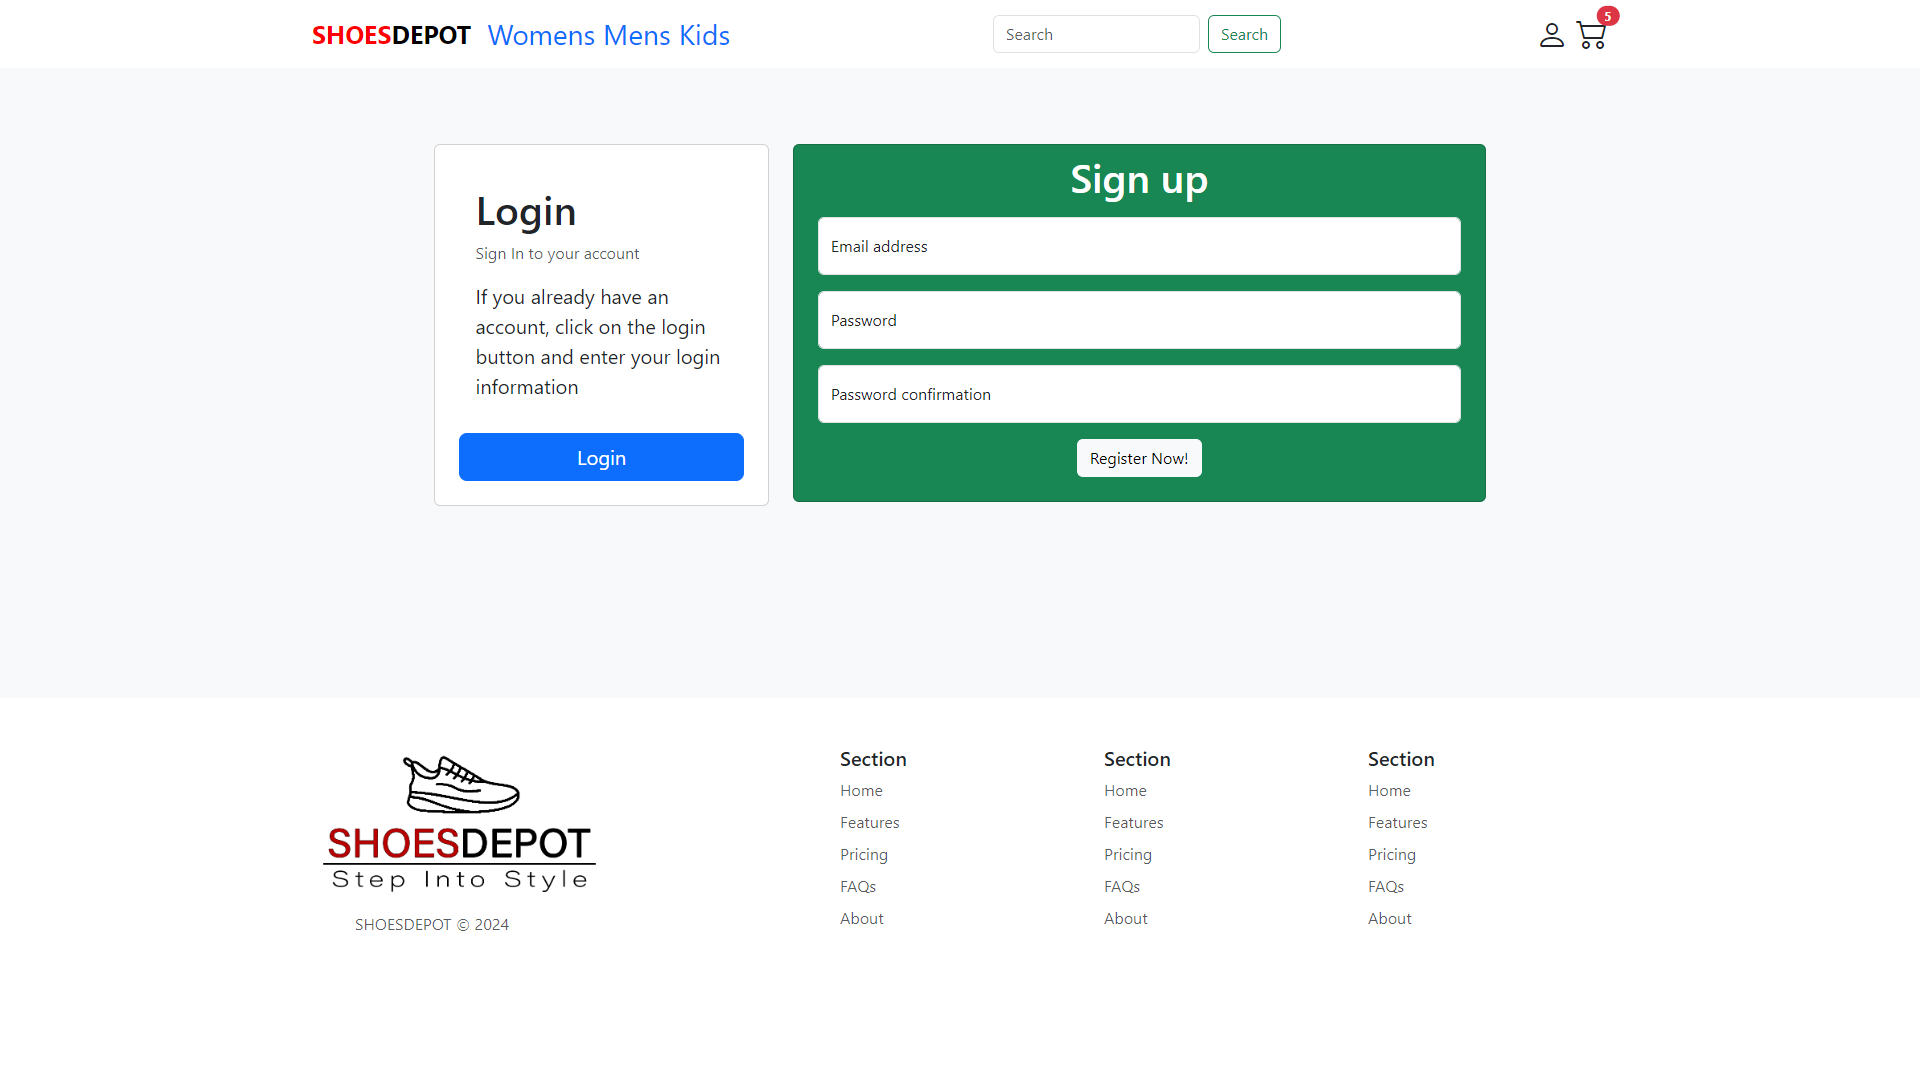 SHOESDEPOT Womens Mens Kids Search Search 5
Login
Sign In to your account
If you already have an
account, click on the login
button and enter your login
information
Login
Sign up
Email address
Password
Password confirmation
Register Now!
SHOESDEPOT
Step Into Style
SHOESDEPOT © 2024
Section
Home
Features
Pricing
FAQs
About
Section
Home
Features
Pricing
FAQs
About
Section
Home
Features
Pricing
FAQs
About